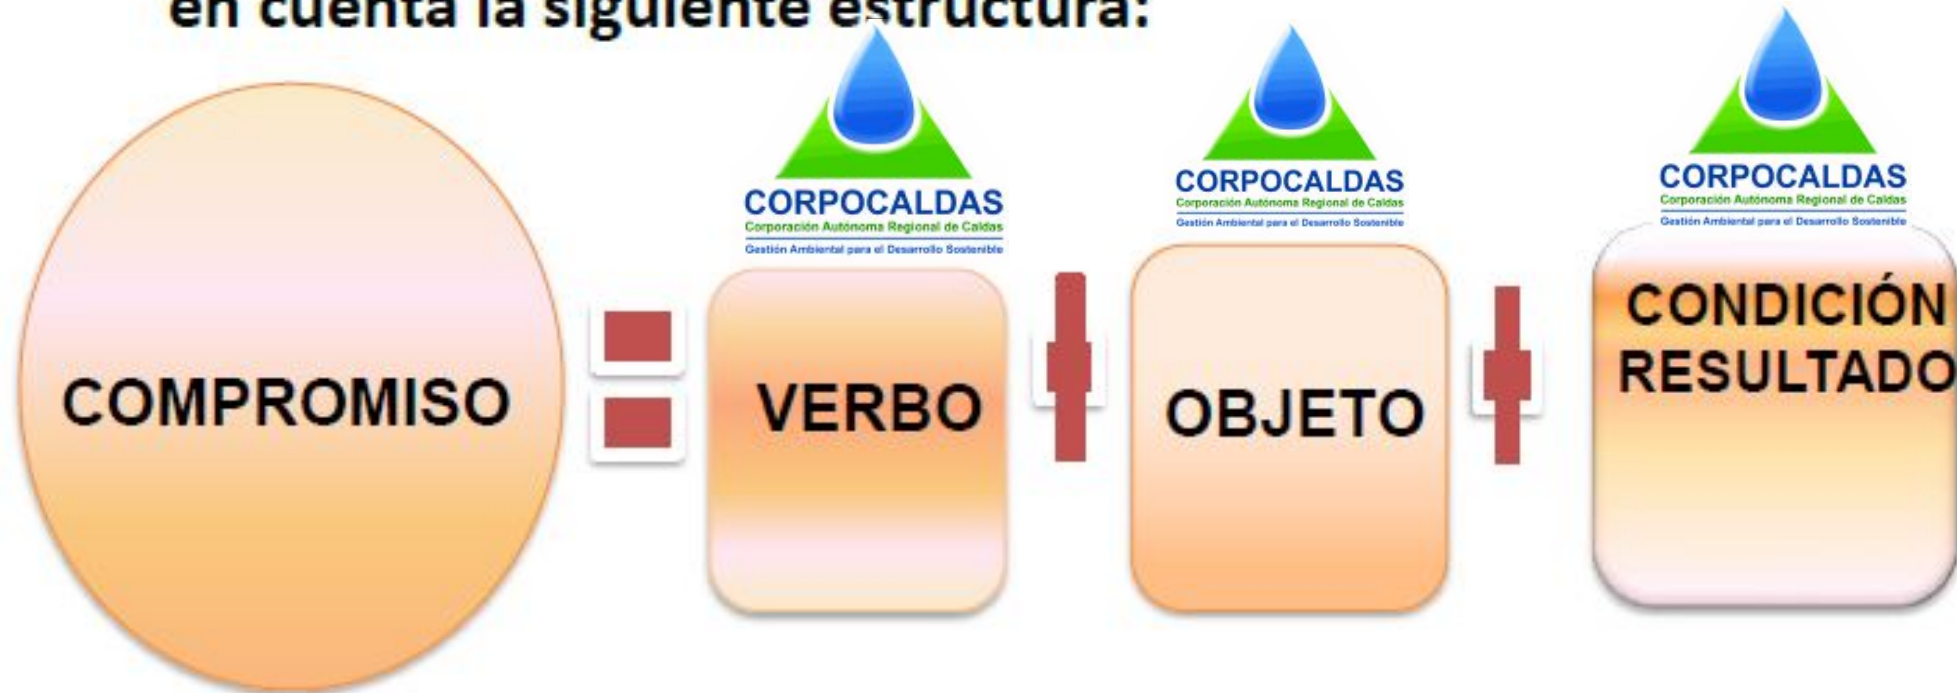 en cuenta la siguiente estructura:
CORPOCALDAS
Corporación Autónoma Regional de Caldas
Gestión Ambiental para el Desarrollo Sostenible
CORPOCALDAS
Corporación Autónoma Regional de Caldas
Gestión Ambiental para el Desarrollo Sostenible
CORPOCALDAS
Corporación Autónoma Regional de Caldas
Gestión Ambiental para el Desarrollo Sostenible
COMPROMISO
VERBO
OBJETO
CONDICIÓN
RESULTADO